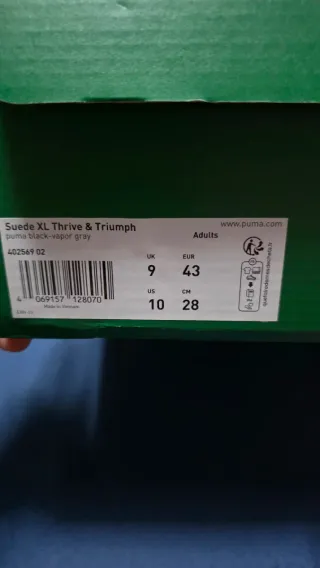 Suede XL Thrive & Triumph
www.puma.com
puma black-vapor gray
Adults
402569 02
UK EUR
9 43
US CM
10 28
4 069157 128070
Made in Vietnam